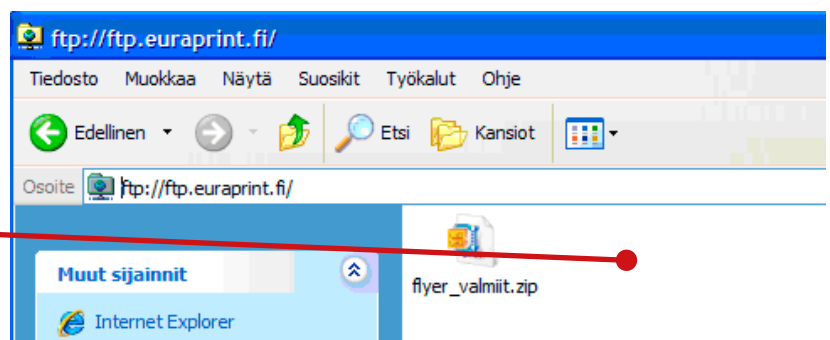 ftp://ftp.euraprint.fi/
Tiedosto Muokkaa Näytä Suosikit Työkalut Ohje
Edellinen Etsi Kansiot
Osoite ftp://ftp.euraprint.fi/
flyer_valmiit.zip
Muut sijainnit
Internet Explorer